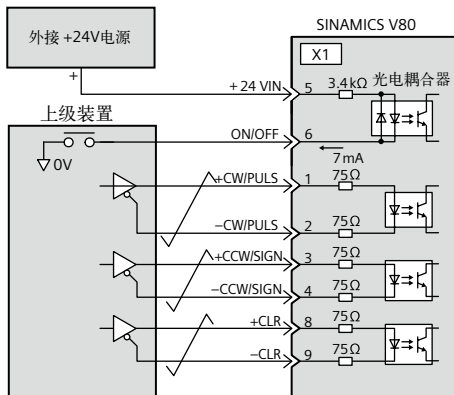 外接 +24V电源
SINAMICS V80
X1
+
+24 VIN
5
3.4kΩ
光电耦合器
上级装置
ON/OFF
6
0V
7mA
+CW/PULS
1
75Ω
−CW/PULS
2
75Ω
+CCW/SIGN
3
75Ω
−CCW/SIGN
4
75Ω
+CLR
8
75Ω
−CLR
9
75Ω